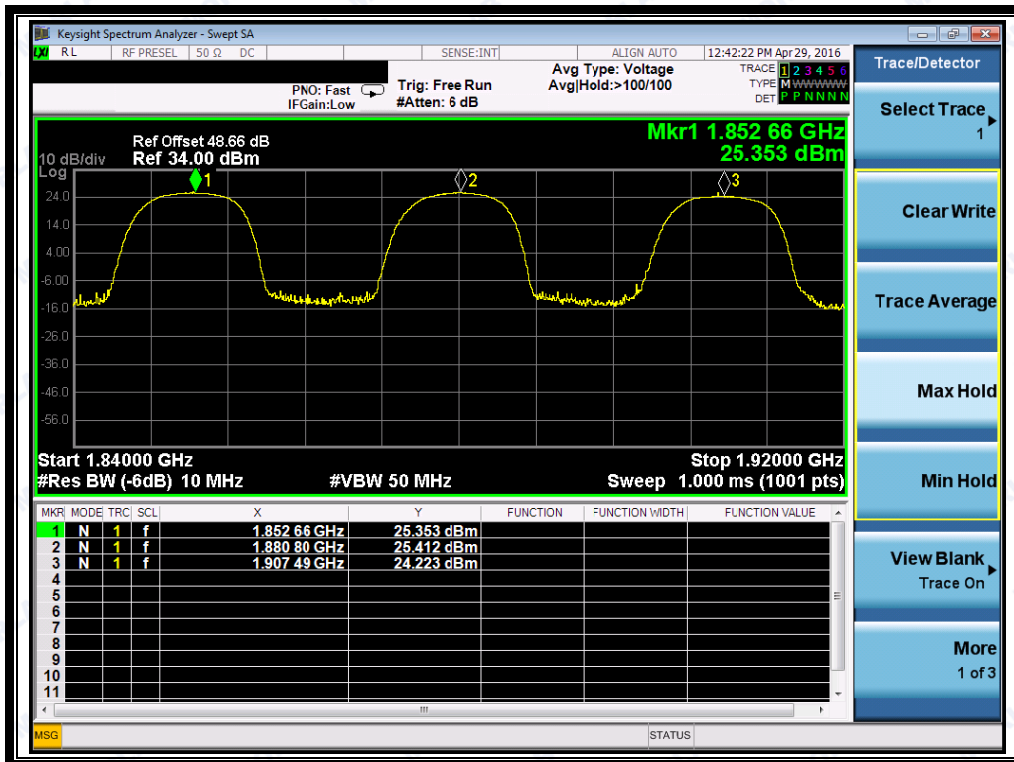 Keysight Spectrum Analyzer - Swept SA
LXI RL RF PRESEL 50 Ω DC SENSE:INT ALIGN AUTO 12:42:22 PM Apr 29, 2016
PNO: Fast
IFGain:Low
Trig: Free Run
#Atten: 6 dB
Avg Type: Voltage
Avg|Hold:>100/100
TRACE 1 2 3 4 5 6
TYPE M WWWWW
DET P P N N N N
Mkr1 1.852 66 GHz
25.353 dBm
Ref Offset 48.66 dB
10 dB/div Ref 34.00 dBm
Log
1
2
3
24.0
14.0
4.00
-6.00
-16.0
-26.0
-36.0
-46.0
-56.0
Start 1.84000 GHz Stop 1.92000 GHz
#Res BW (-6dB) 10 MHz #VBW 50 MHz Sweep 1.000 ms (1001 pts)
MKR MODE TRC SCL X Y FUNCTION FUNCTION WIDTH FUNCTION VALUE
1 N 1 f 1.852 66 GHz 25.353 dBm
2 N 1 f 1.880 80 GHz 25.412 dBm
3 N 1 f 1.907 49 GHz 24.223 dBm
4
5
6
7
8
9
10
11
MSG STATUS
Trace/Detector
Select Trace
1
Clear Write
Trace Average
Max Hold
Min Hold
View Blank
Trace On
More
1 of 3